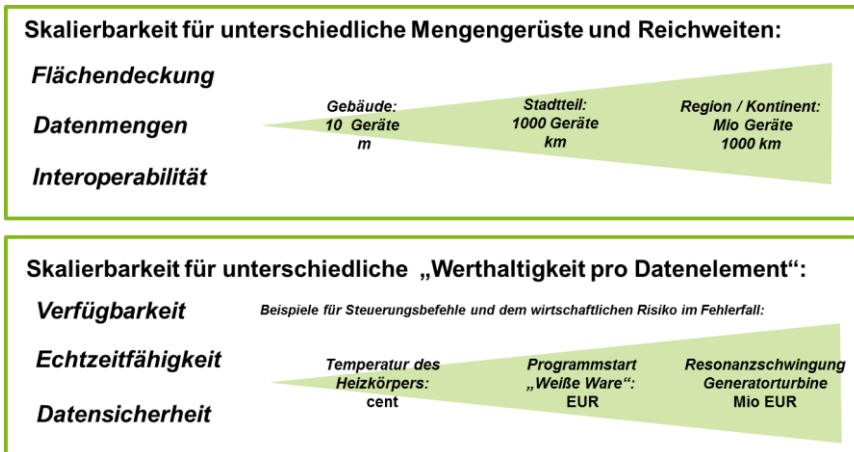 Skalierbarkeit für unterschiedliche Mengengerüste und Reichweiten:
Flächendeckung
Datenmengen
Interoperabilität
Gebäude:
10 Geräte
m
Stadtteil:
1000 Geräte
km
Region / Kontinent:
Mio Geräte
1000 km
Skalierbarkeit für unterschiedliche „Werthaltigkeit pro Datenelement“:
Verfügbarkeit
Beispiele für Steuerungsbefehle und dem wirtschaftlichen Risiko im Fehlerfall:
Echtzeitfähigkeit
Datensicherheit
Temperatur des
Heizkörpers:
cent
Programmstart
„Weiße Ware“:
EUR
Resonanzschwingung
Generatorturbine
Mio EUR